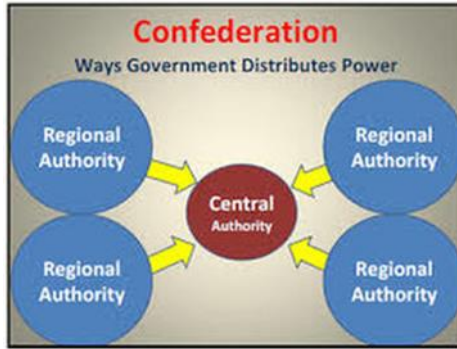 Confederation
Ways Government Distributes Power
Regional
Authority
Regional
Authority
Central
Authority
Regional
Authority
Regional
Authority